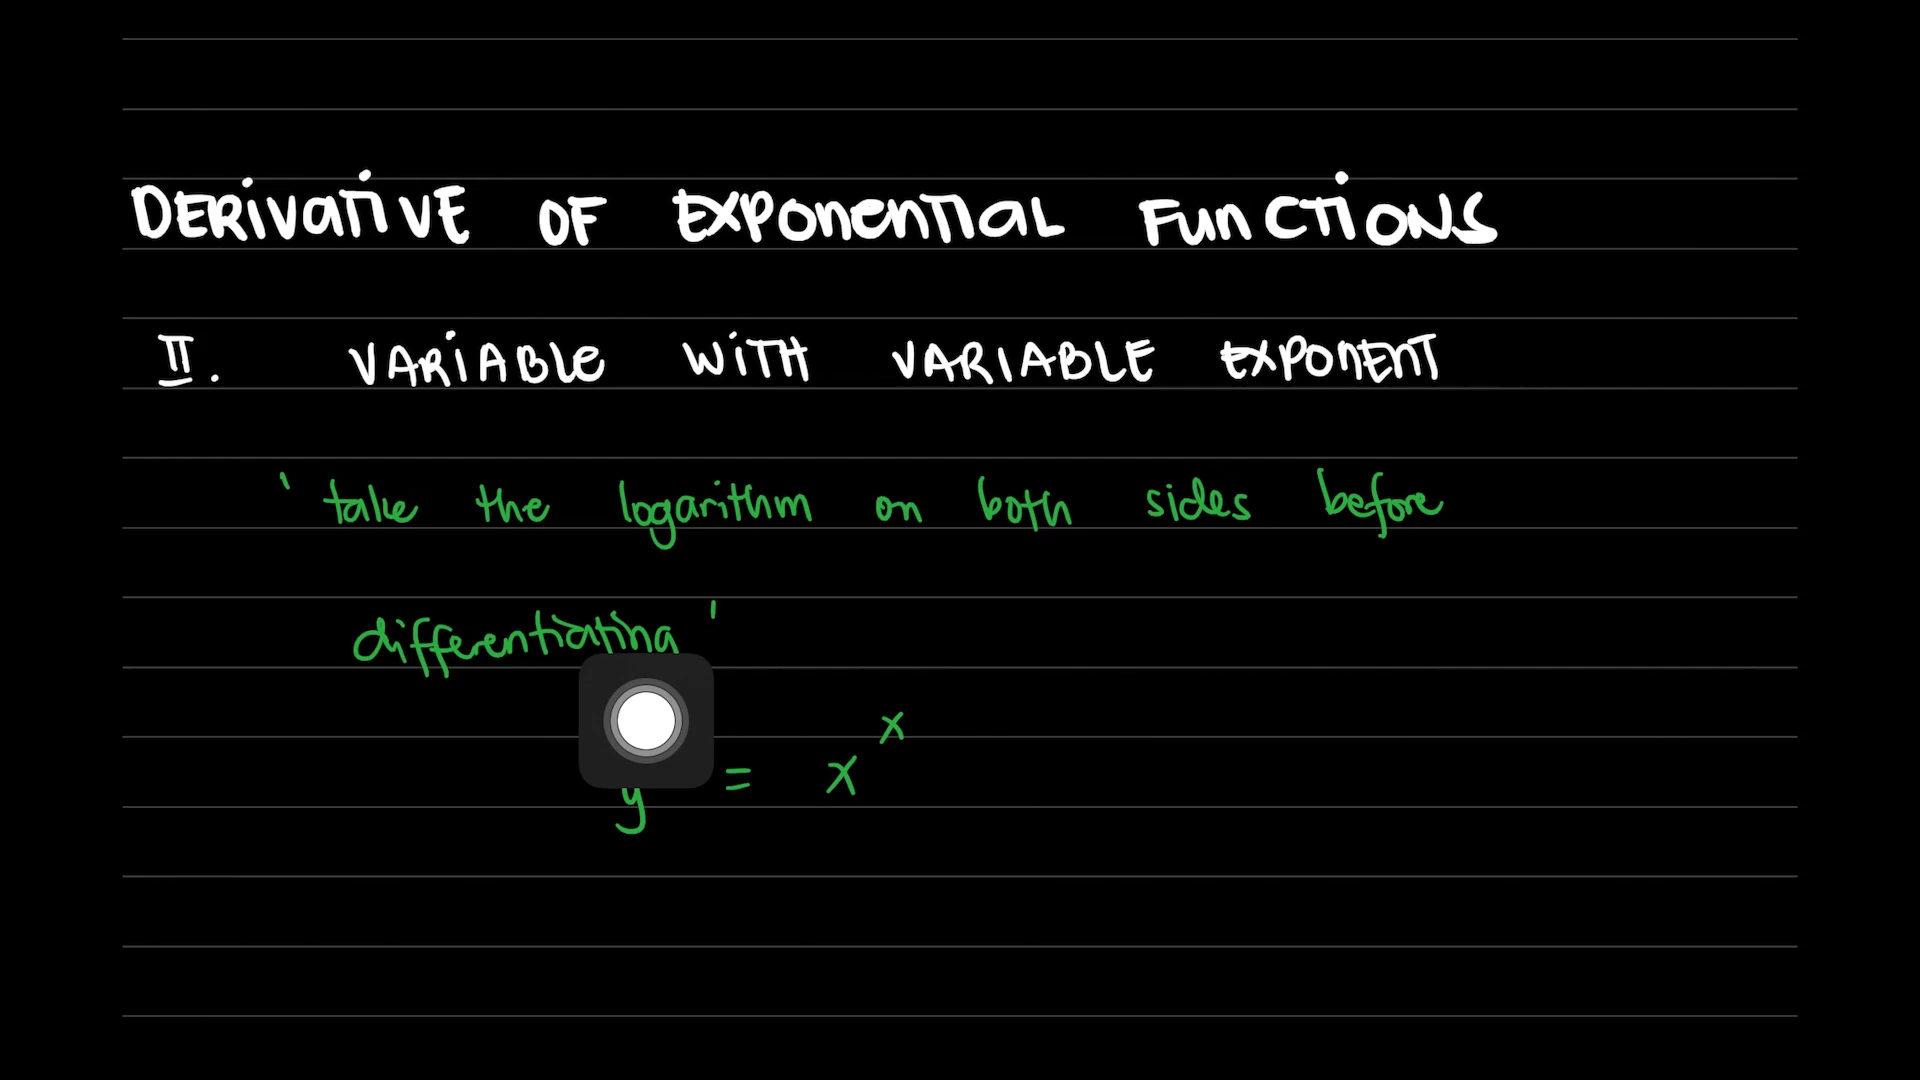 DERiVaTiVE OF EXPonenTiaL FunCTiONS
II. VARiABLe WiTH VARIABLE EXPONENT
' take the logarithm on both sides before
differentiating '
y = x^x